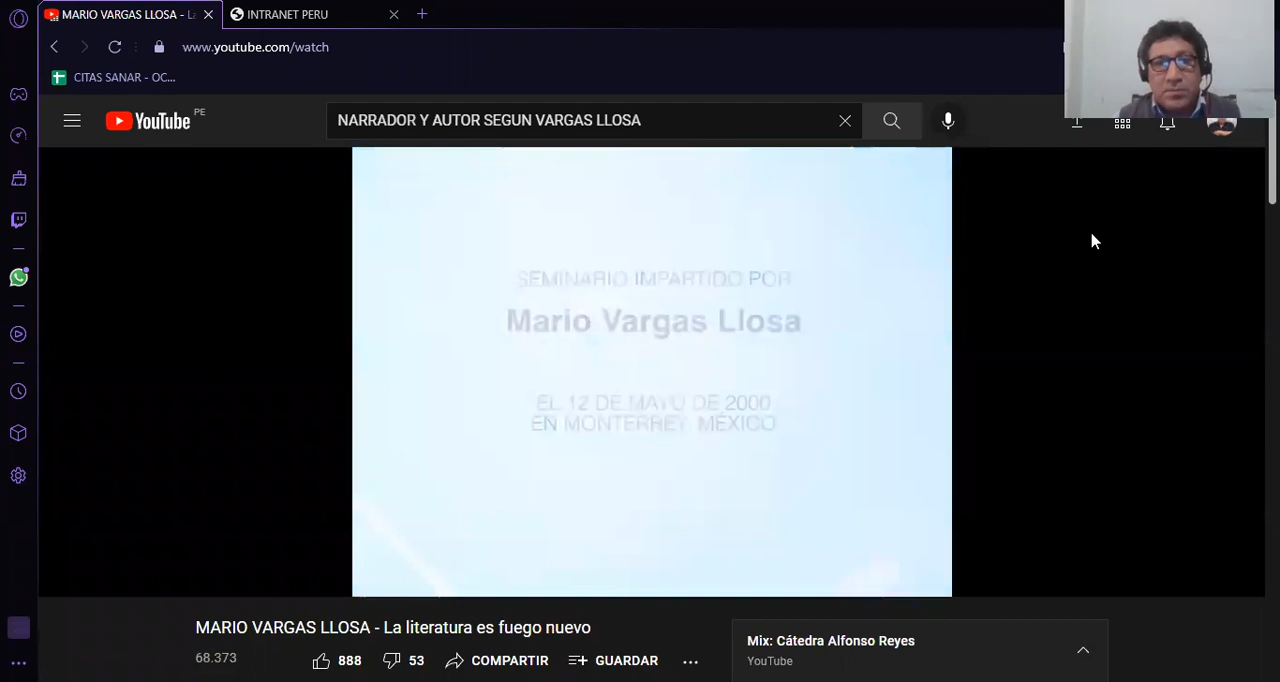 MARIO VARGAS LLOSA - La
INTRANET PERU
www.youtube.com/watch
CITAS SANAR - OC...
YouTube PE
NARRADOR Y AUTOR SEGUN VARGAS LLOSA
SEMINARIO IMPARTIDO POR
Mario Vargas Llosa
EL 12 DE MAYO DE 2000
EN MONTERREY, MÉXICO
MARIO VARGAS LLOSA - La literatura es fuego nuevo
68.373
888
53
COMPARTIR
GUARDAR
Mix: Cátedra Alfonso Reyes
YouTube